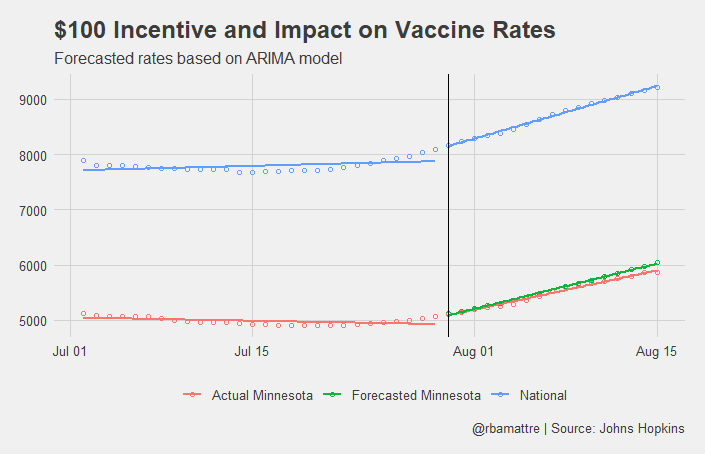 $100 Incentive and Impact on Vaccine Rates
Forecasted rates based on ARIMA model
9000
8000
7000
6000
5000
Jul 01 Jul 15 Aug 01 Aug 15
Actual Minnesota Forecasted Minnesota National
@rbamattre | Source: Johns Hopkins